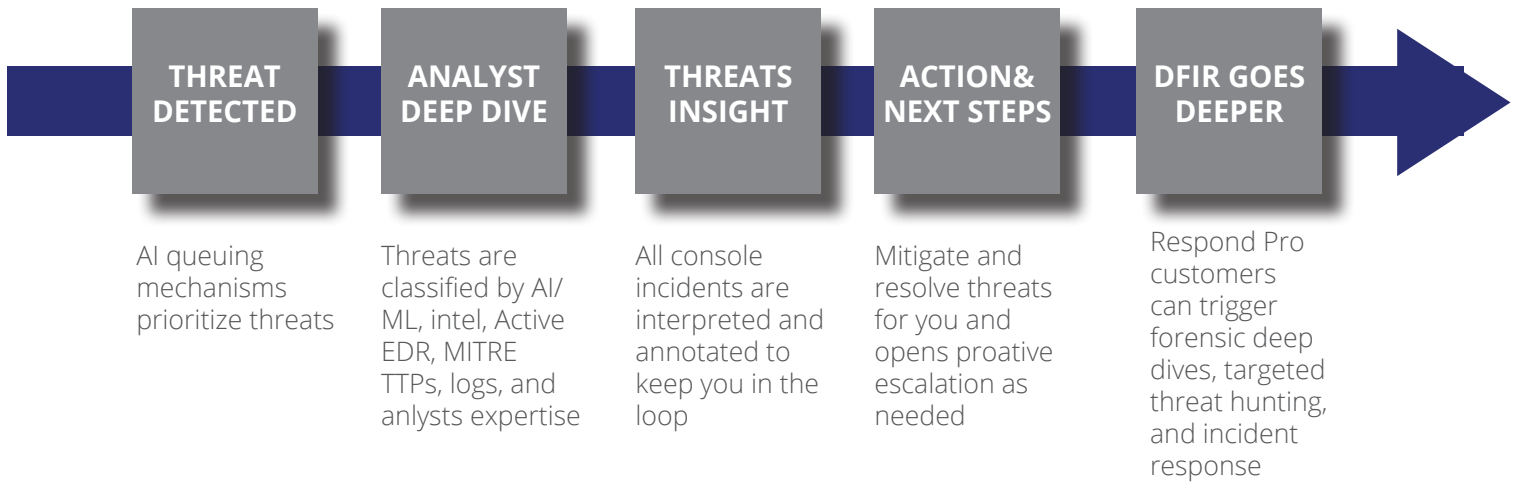 THREAT
DETECTED
ANALYST
DEEP DIVE
THREATS
INSIGHT
ACTION&
NEXT STEPS
DFIR GOES
DEEPER
AI queuing
mechanisms
prioritize threats
Threats are
classified by AI/
ML, intel, Active
EDR, MITRE
TTPs, logs, and
anlysts expertise
All console
incidents are
interpreted and
annotated to
keep you in the
loop
Mitigate and
resolve threats
for you and
opens proative
escalation as
needed
Respond Pro
customers
can trigger
forensic deep
dives, targeted
threat hunting,
and incident
response